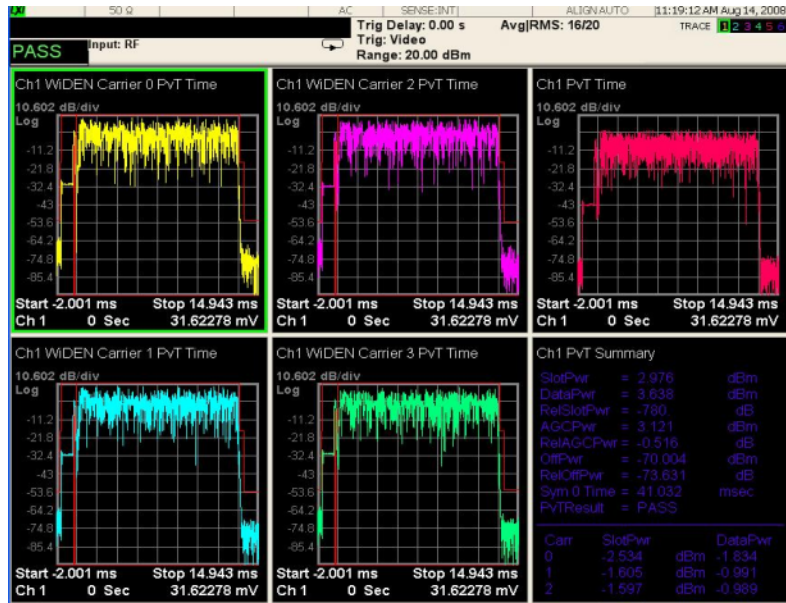 LXI 50 Ω AC SENSE:INT ALIGN AUTO 11:19:12 AM Aug 14, 2008
Trig Delay: 0.00 s Avg|RMS: 16/20 TRACE 1 2 3 4 5 6
PASS Input: RF Trig: Video
Range: 20.00 dBm
Ch1 WiDEN Carrier 0 PvT Time
10.602 dB/div
Log
-11.2
-21.8
-32.4
-43
-53.6
-64.2
-74.8
-85.4
Start -2.001 ms Stop 14.943 ms
Ch 1 0 Sec 31.62278 mV
Ch1 WiDEN Carrier 2 PvT Time
10.602 dB/div
Log
-11.2
-21.8
-32.4
-43
-53.6
-64.2
-74.8
-85.4
Start -2.001 ms Stop 14.943 ms
Ch 1 0 Sec 31.62278 mV
Ch1 PvT Time
10.602 dB/div
Log
-11.2
-21.8
-32.4
-43
-53.6
-64.2
-74.8
-85.4
Start -2.001 ms Stop 14.943 ms
Ch 1 0 Sec 31.62278 mV
Ch1 WiDEN Carrier 1 PvT Time
10.602 dB/div
Log
-11.2
-21.8
-32.4
-43
-53.6
-64.2
-74.8
-85.4
Start -2.001 ms Stop 14.943 ms
Ch 1 0 Sec 31.62278 mV
Ch1 WiDEN Carrier 3 PvT Time
10.602 dB/div
Log
-11.2
-21.8
-32.4
-43
-53.6
-64.2
-74.8
-85.4
Start -2.001 ms Stop 14.943 ms
Ch 1 0 Sec 31.62278 mV
Ch1 PvT Summary
SlotPwr = 2.976 dBm
DataPwr = 3.638 dBm
RelSlotPwr = -780 dB
AGCPwr = 3.121 dBm
RelAGCPwr = -0.516 dB
OffPwr = -70.004 dBm
RelOffPwr = -73.631 dB
Sym 0 Time = 41.032 msec
PvTResult = PASS
Carr SlotPwr DataPwr
0 -2.534 dBm -1.834
1 -1.605 dBm -0.991
2 -1.597 dBm -0.989